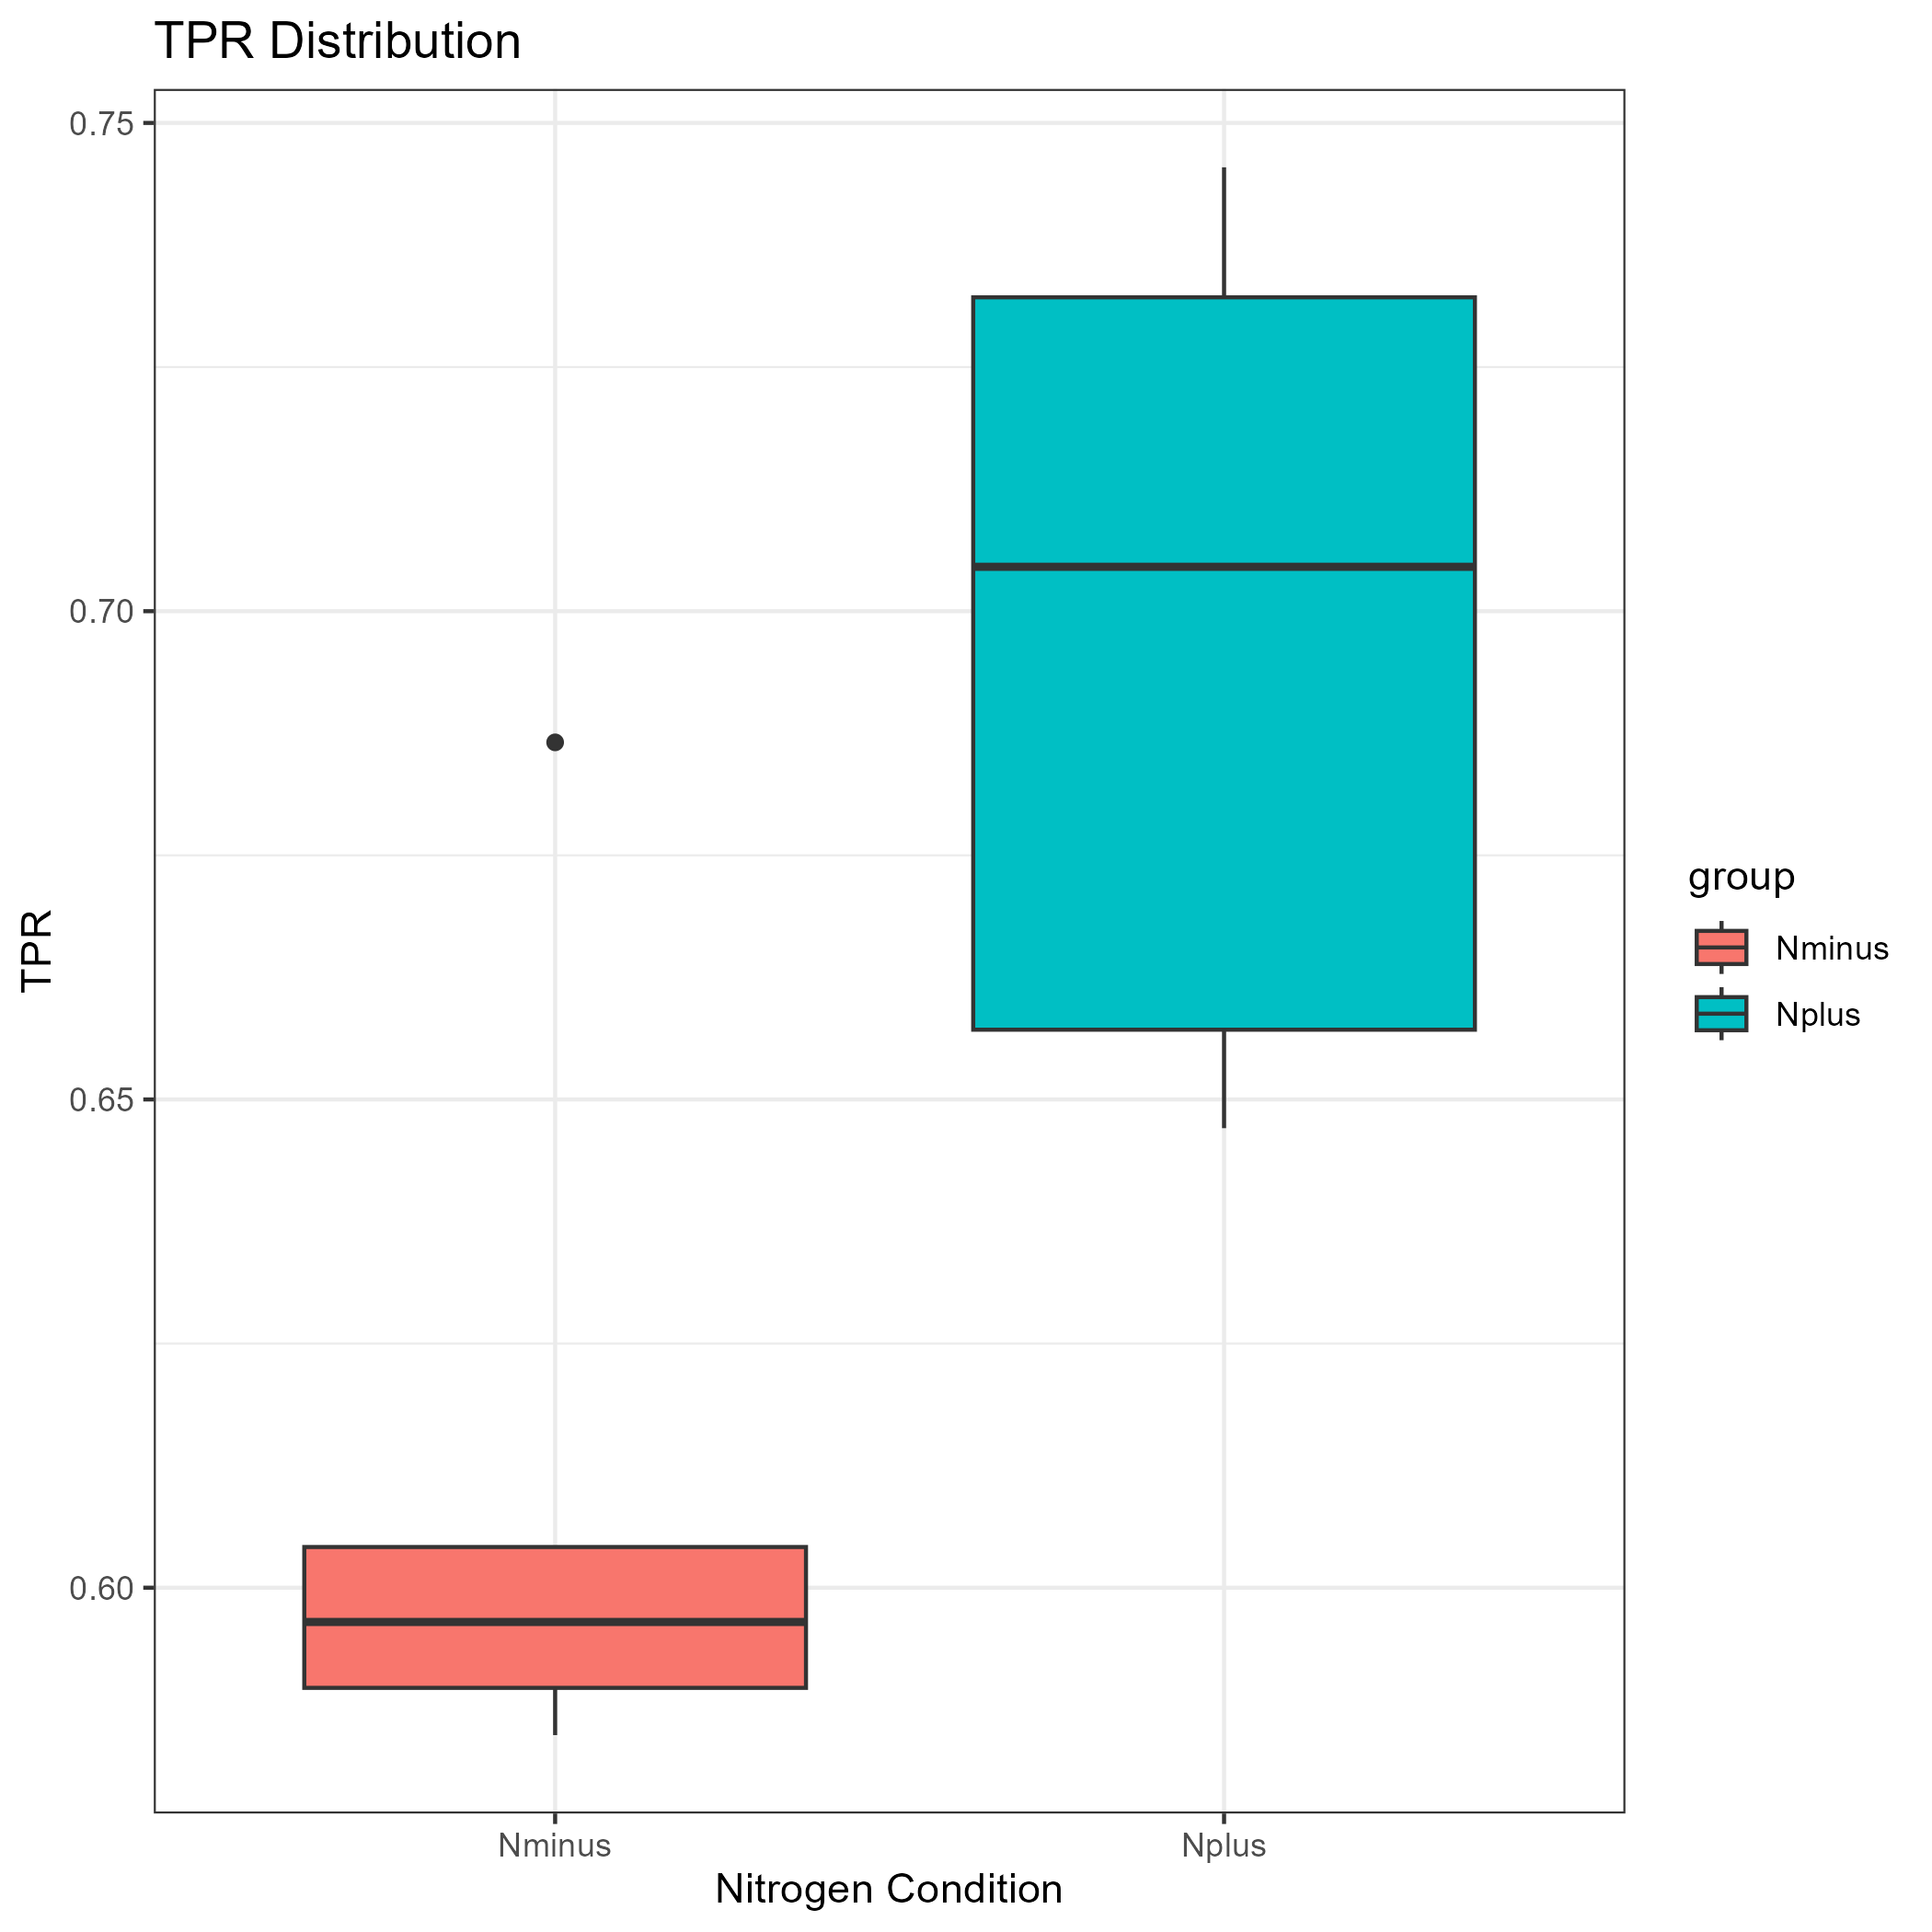 TPR Distribution
0.75
0.70
0.65
0.60
TPR
Nminus
Nplus
Nitrogen Condition
group
Nminus
Nplus